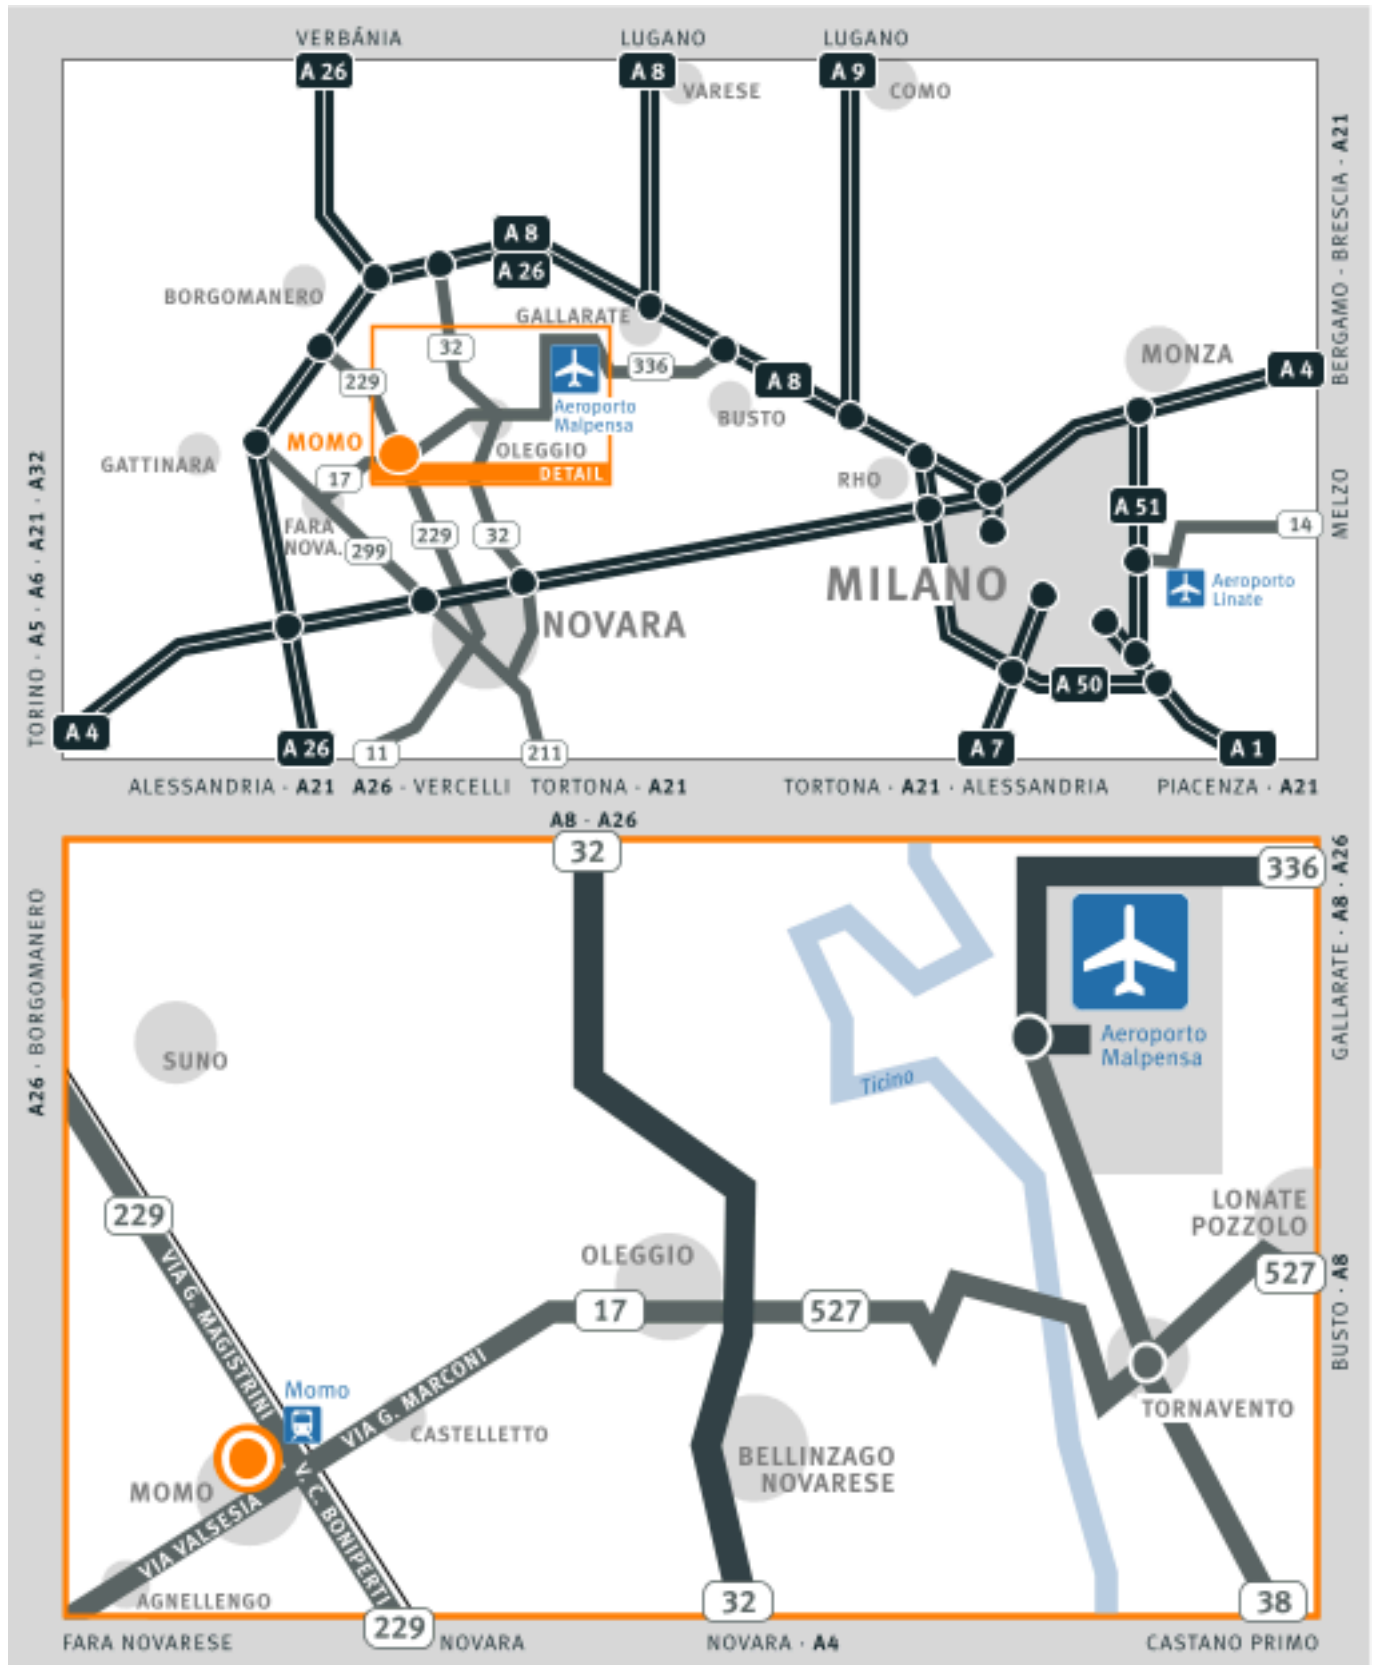 VERBÁNIA
LUGANO
LUGANO
A 26
A 8
A 9
VARESE
COMO
A 8
A 26
BORGOMANERO
GALLARATE
32
336
229
A 8
MONZA
A 4
Aeroporto
Malpensa
BUSTO
MOMO
OLEGGIO
GATTINARA
17
DETAIL
RHO
A 51
14
FARA
NOVA.
299
229
32
MILANO
Aeroporto
Linate
NOVARA
A 50
A 4
A 26
11
211
A 7
A 1
TORINO · A5 · A6 · A21 · A32
BERGAMO · BRESCIA · A21
MELZO
ALESSANDRIA · A21
A26 · VERCELLI
TORTONA · A21
TORTONA · A21 · ALESSANDRIA
PIACENZA · A21
A8 · A26
32
336
A26 · BORGOMANERO
GALLARATE · A8 · A26
SUNO
Aeroporto
Malpensa
Ticino
229
LONATE
POZZOLO
OLEGGIO
527
BUSTO · A8
17
527
VIA G. MAGISTRINI
VIA G. MARCONI
Momo
CASTELLETTO
TORNAVENTO
BELLINZAGO
NOVARESE
MOMO
VIA VALSESIA
V. C. BONIPERTI
AGNELLENGO
229
32
38
FARA NOVARESE
NOVARA
NOVARA · A4
CASTANO PRIMO